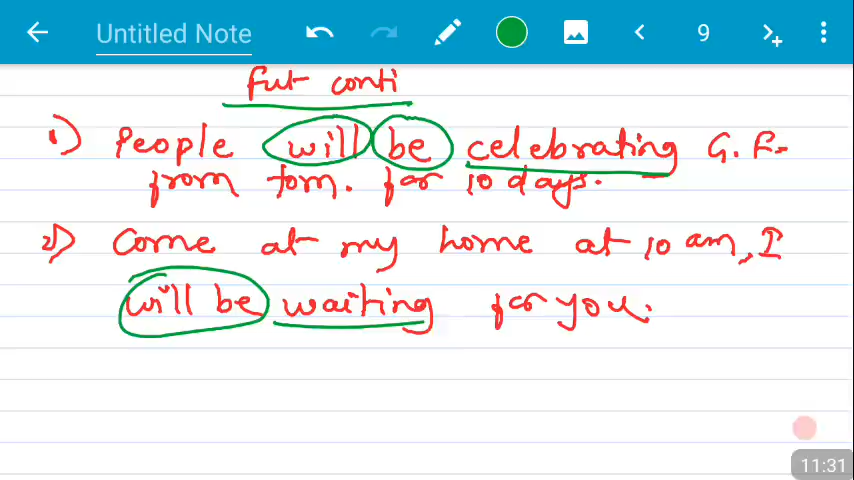 Untitled Note
9
Fut conti
1) People will be celebrating G. F.
from tom. for 10 days.
2) Come at my home at 10 am, I
will be waiting for you.
11:31